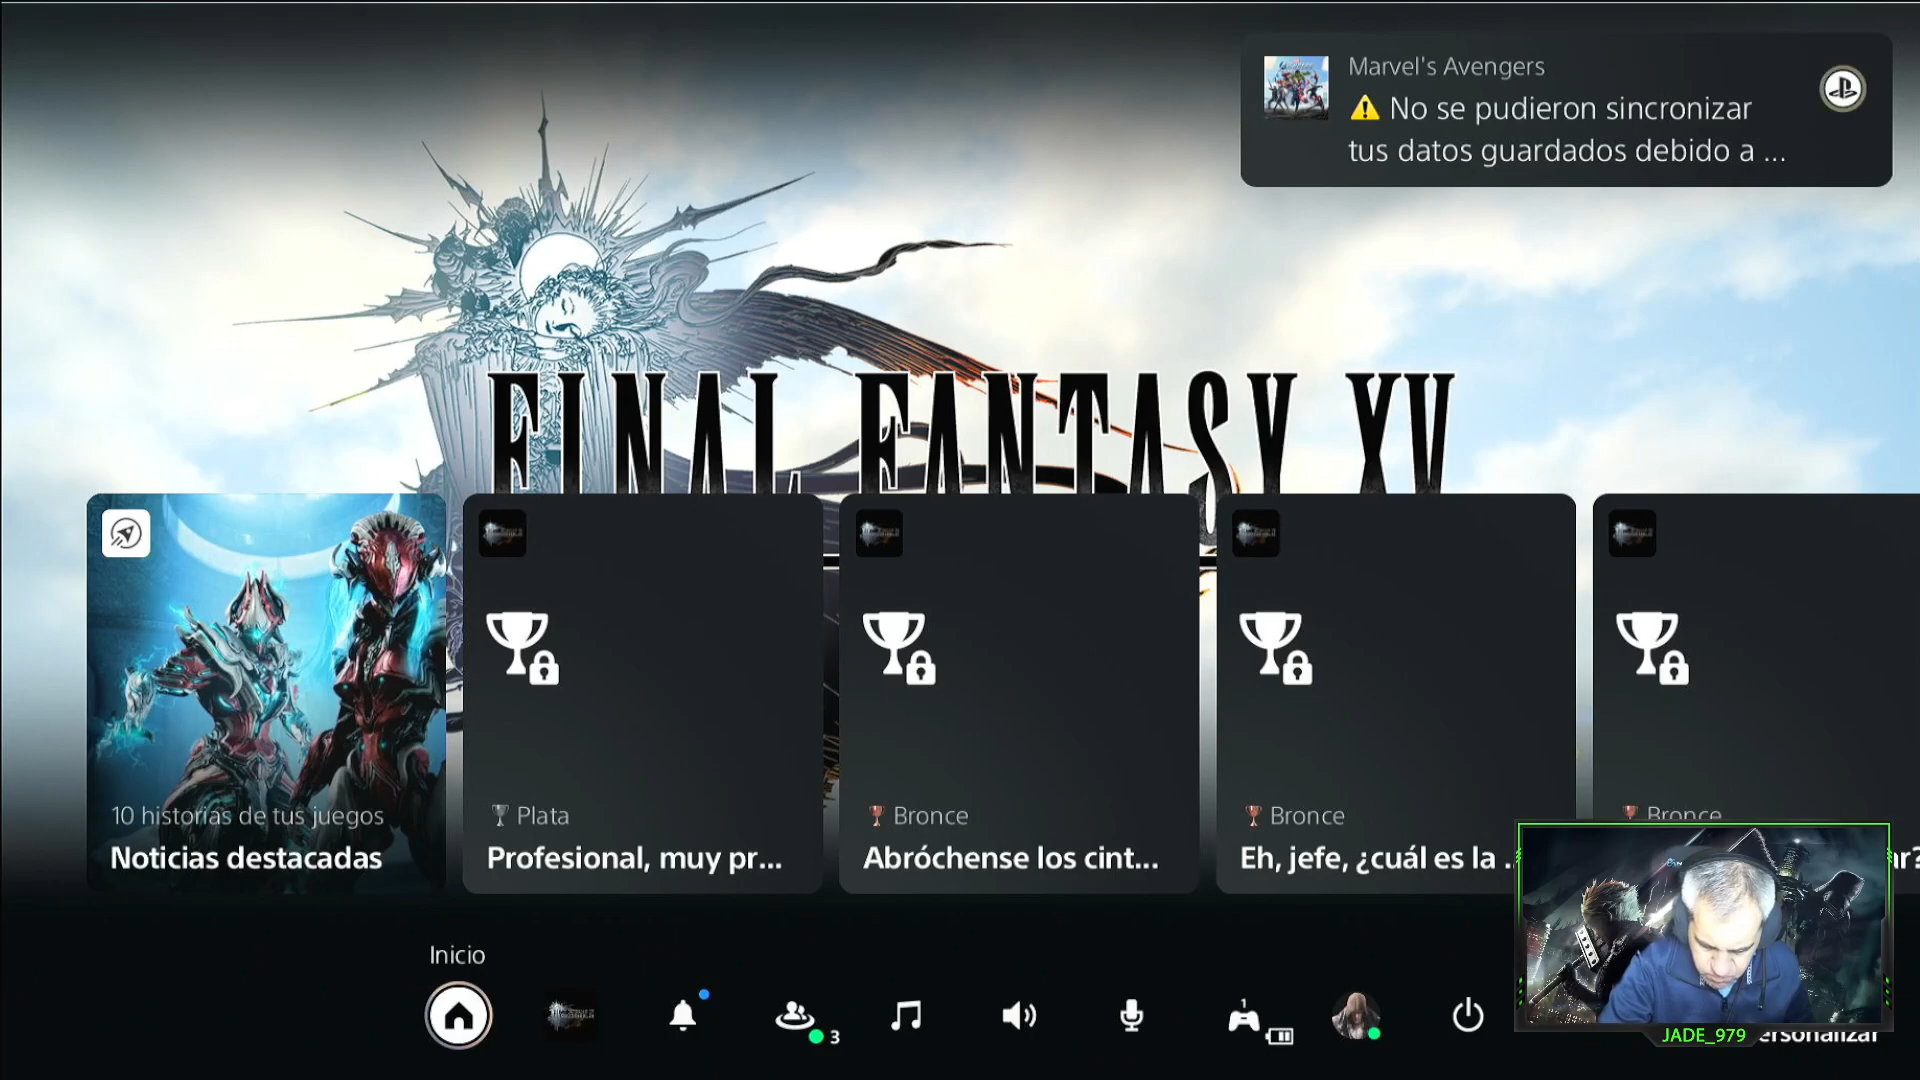 Marvel's Avengers
⚠ No se pudieron sincronizar
tus datos guardados debido a ...
FINAL FANTASY XV
10 historias de tus juegos
Noticias destacadas
Plata
Profesional, muy pr...
Bronce
Abróchense los cint...
Bronce
Eh, jefe, ¿cuál es la ..
Bronce
Inicio
3
1
JADE_979